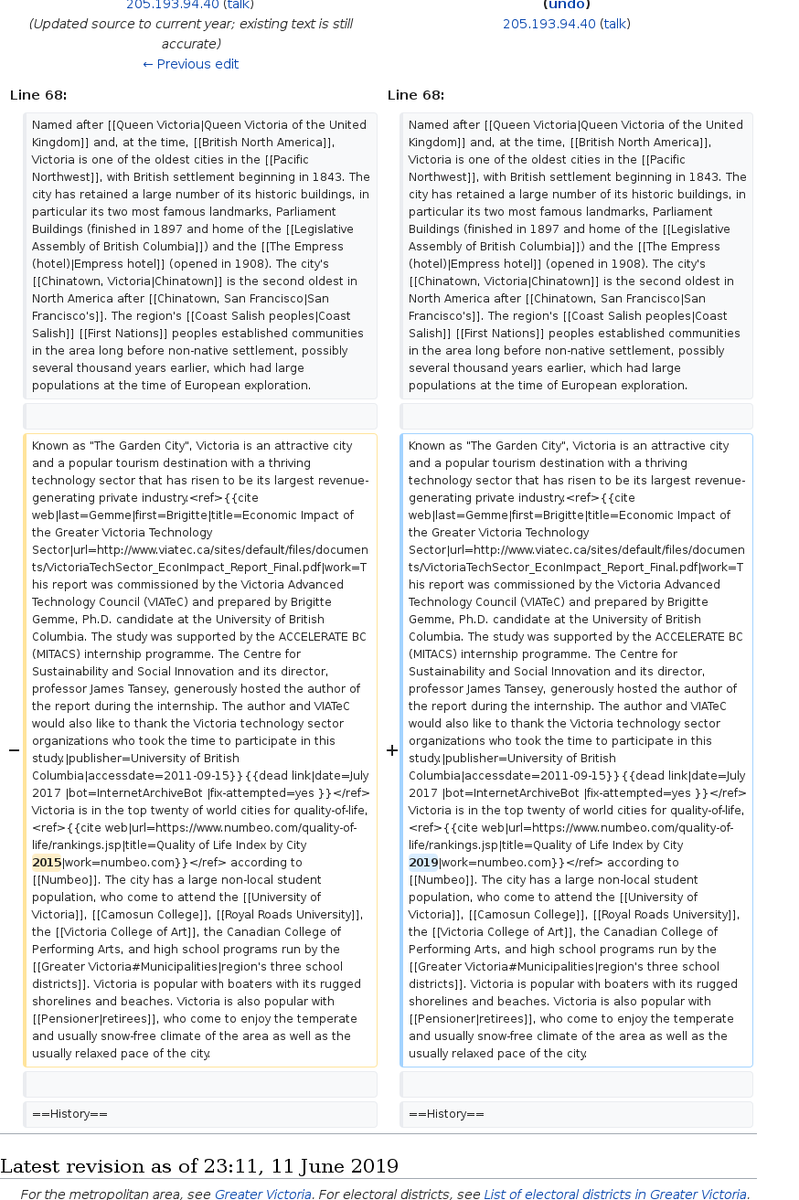 205.193.94.40 (talk)
(Updated source to current year; existing text is still
accurate)
← Previous edit
(undo)
205.193.94.40 (talk)
Line 68:
Named after [[Queen Victoria|Queen Victoria of the United
Kingdom]] and, at the time, [[British North America]],
Victoria is one of the oldest cities in the [[Pacific
Northwest]], with British settlement beginning in 1843. The
city has retained a large number of its historic buildings, in
particular its two most famous landmarks, Parliament
Buildings (finished in 1897 and home of the [[Legislative
Assembly of British Columbia]]) and the [[The Empress
(hotel)|Empress hotel]] (opened in 1908). The city's
[[Chinatown, Victoria|Chinatown]] is the second oldest in
North America after [[Chinatown, San Francisco|San
Francisco's]]. The region's [[Coast Salish peoples|Coast
Salish]] [[First Nations]] peoples established communities
in the area long before non-native settlement, possibly
several thousand years earlier, which had large
populations at the time of European exploration.
−
Known as "The Garden City", Victoria is an attractive city
and a popular tourism destination with a thriving
technology sector that has risen to be its largest revenue-
generating private industry.<ref>{{cite
web|last=Gemme|first=Brigitte|title=Economic Impact of
the Greater Victoria Technology
Sector|url=http://www.viatec.ca/sites/default/files/documen
ts/VictoriaTechSector_EconImpact_Report_Final.pdf|work=T
his report was commissioned by the Victoria Advanced
Technology Council (VIATeC) and prepared by Brigitte
Gemme, Ph.D. candidate at the University of British
Columbia. The study was supported by the ACCELERATE BC
(MITACS) internship programme. The Centre for
Sustainability and Social Innovation and its director,
professor James Tansey, generously hosted the author of
the report during the internship. The author and VIATeC
would also like to thank the Victoria technology sector
organizations who took the time to participate in this
study.|publisher=University of British
Columbia|accessdate=2011-09-15}}{{dead link|date=July
2017 |bot=InternetArchiveBot |fix-attempted=yes }}</ref>
Victoria is in the top twenty of world cities for quality-of-life,
<ref>{{cite web|url=https://www.numbeo.com/quality-of-
life/rankings.jsp|title=Quality of Life Index by City
2015|work=numbeo.com}}</ref> according to
[[Numbeo]]. The city has a large non-local student
population, who come to attend the [[University of
Victoria]], [[Camosun College]], [[Royal Roads University]],
the [[Victoria College of Art]], the Canadian College of
Performing Arts, and high school programs run by the
[[Greater Victoria#Municipalities|region's three school
districts]]. Victoria is popular with boaters with its rugged
shorelines and beaches. Victoria is also popular with
[[Pensioner|retirees]], who come to enjoy the temperate
and usually snow-free climate of the area as well as the
usually relaxed pace of the city.
==History==
Line 68:
Named after [[Queen Victoria|Queen Victoria of the United
Kingdom]] and, at the time, [[British North America]],
Victoria is one of the oldest cities in the [[Pacific
Northwest]], with British settlement beginning in 1843. The
city has retained a large number of its historic buildings, in
particular its two most famous landmarks, Parliament
Buildings (finished in 1897 and home of the [[Legislative
Assembly of British Columbia]]) and the [[The Empress
(hotel)|Empress hotel]] (opened in 1908). The city's
[[Chinatown, Victoria|Chinatown]] is the second oldest in
North America after [[Chinatown, San Francisco|San
Francisco's]]. The region's [[Coast Salish peoples|Coast
Salish]] [[First Nations]] peoples established communities
in the area long before non-native settlement, possibly
several thousand years earlier, which had large
populations at the time of European exploration.
+
Known as "The Garden City", Victoria is an attractive city
and a popular tourism destination with a thriving
technology sector that has risen to be its largest revenue-
generating private industry.<ref>{{cite
web|last=Gemme|first=Brigitte|title=Economic Impact of
the Greater Victoria Technology
Sector|url=http://www.viatec.ca/sites/default/files/documen
ts/VictoriaTechSector_EconImpact_Report_Final.pdf|work=T
his report was commissioned by the Victoria Advanced
Technology Council (VIATeC) and prepared by Brigitte
Gemme, Ph.D. candidate at the University of British
Columbia. The study was supported by the ACCELERATE BC
(MITACS) internship programme. The Centre for
Sustainability and Social Innovation and its director,
professor James Tansey, generously hosted the author of
the report during the internship. The author and VIATeC
would also like to thank the Victoria technology sector
organizations who took the time to participate in this
study.|publisher=University of British
Columbia|accessdate=2011-09-15}}{{dead link|date=July
2017 |bot=InternetArchiveBot |fix-attempted=yes }}</ref>
Victoria is in the top twenty of world cities for quality-of-life,
<ref>{{cite web|url=https://www.numbeo.com/quality-of-
life/rankings.jsp|title=Quality of Life Index by City
2019|work=numbeo.com}}</ref> according to
[[Numbeo]]. The city has a large non-local student
population, who come to attend the [[University of
Victoria]], [[Camosun College]], [[Royal Roads University]],
the [[Victoria College of Art]], the Canadian College of
Performing Arts, and high school programs run by the
[[Greater Victoria#Municipalities|region's three school
districts]]. Victoria is popular with boaters with its rugged
shorelines and beaches. Victoria is also popular with
[[Pensioner|retirees]], who come to enjoy the temperate
and usually snow-free climate of the area as well as the
usually relaxed pace of the city.
==History==
Latest revision as of 23:11, 11 June 2019
For the metropolitan area, see Greater Victoria. For electoral districts, see List of electoral districts in Greater Victoria.